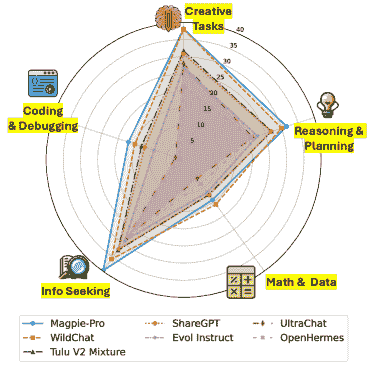 Creative
Tasks
40
35
30
25
20
15
10
5
Coding
& Debugging
Reasoning &
Planning
Info Seeking
Math & Data
Magpie-Pro
ShareGPT
UltraChat
WildChat
Evol Instruct
OpenHermes
Tulu V2 Mixture